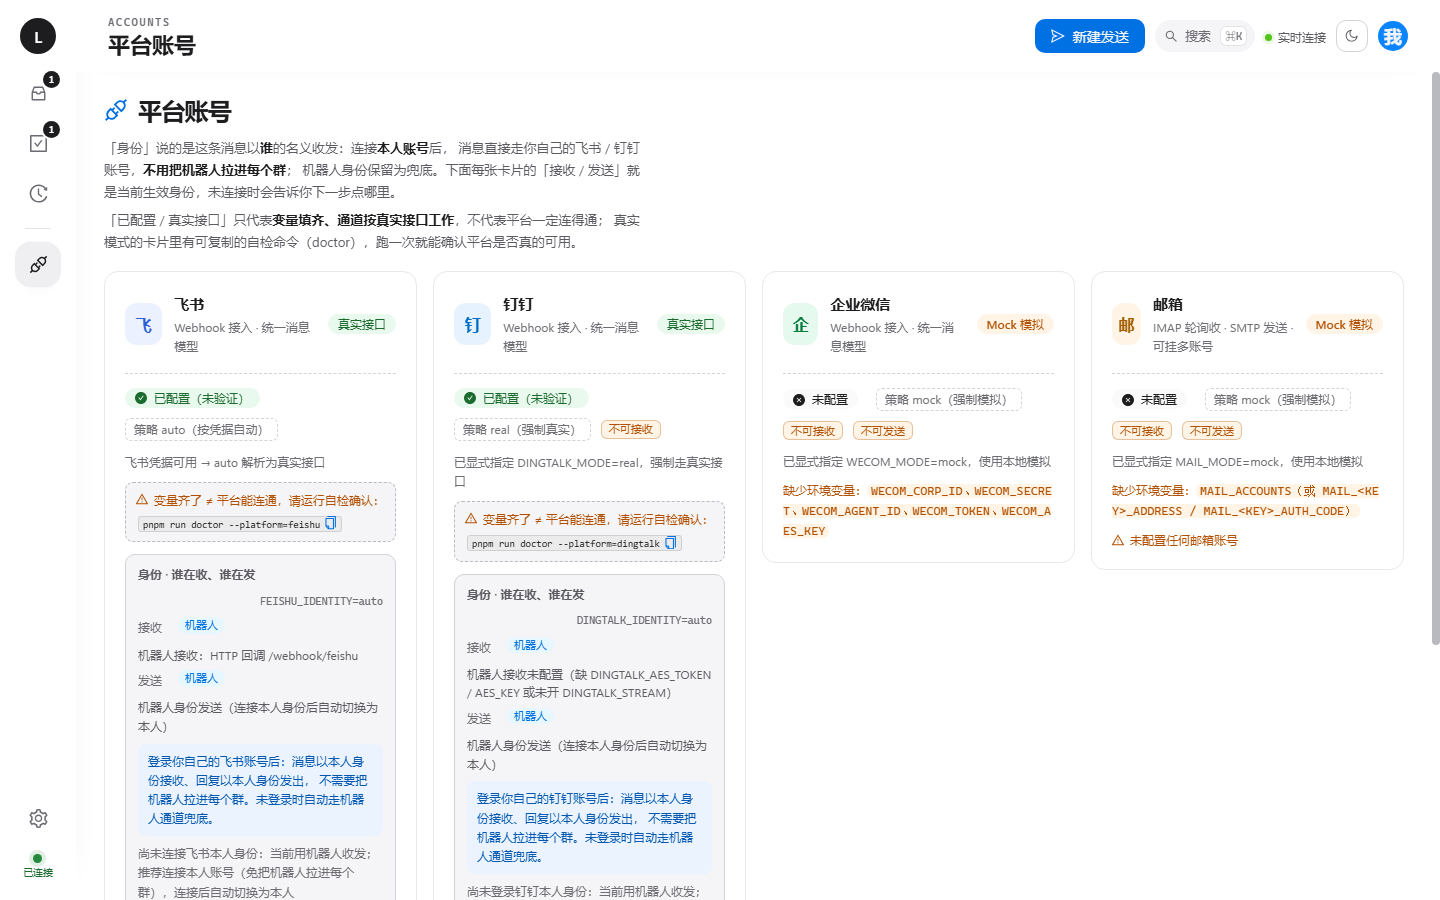 L
ACCOUNTS
平台账号
新建发送
搜索
⌘K
实时连接
我
1
1
已连接
平台账号
「身份」说的是这条消息以谁的名义收发：连接本人账号后， 消息直接走你自己的飞书 / 钉钉
账号，不用把机器人拉进每个群； 机器人身份保留为兜底。下面每张卡片的「接收 / 发送」就
是当前生效身份，未连接时会告诉你下一步点哪里。
「已配置 / 真实接口」只代表变量填齐、通道按真实接口工作，不代表平台一定连得通； 真实
模式的卡片里有可复制的自检命令（doctor），跑一次就能确认平台是否真的可用。
飞
飞书
Webhook 接入 · 统一消息
模型
真实接口
已配置（未验证）
策略 auto（按凭据自动）
飞书凭据可用 → auto 解析为真实接口
变量齐了 ≠ 平台能连通，请运行自检确认：
pnpm run doctor --platform=feishu
身份 · 谁在收、谁在发
FEISHU_IDENTITY=auto
接收
机器人
机器人接收：HTTP 回调 /webhook/feishu
发送
机器人
机器人身份发送（连接本人身份后自动切换为
本人）
登录你自己的飞书账号后：消息以本人身
份接收、回复以本人身份发出， 不需要把
机器人拉进每个群。未登录时自动走机器
人通道兜底。
尚未连接飞书本人身份：当前用机器人收发；
推荐连接本人账号（免把机器人拉进每个
群），连接后自动切换为本人
钉
钉钉
Webhook 接入 · 统一消息
模型
真实接口
已配置（未验证）
策略 real（强制真实）
不可接收
已显式指定 DINGTALK_MODE=real，强制走真实接
口
变量齐了 ≠ 平台能连通，请运行自检确认：
pnpm run doctor --platform=dingtalk
身份 · 谁在收、谁在发
DINGTALK_IDENTITY=auto
接收
机器人
机器人接收未配置（缺 DINGTALK_AES_TOKEN
/ AES_KEY 或未开 DINGTALK_STREAM）
发送
机器人
机器人身份发送（连接本人身份后自动切换为
本人）
登录你自己的钉钉账号后：消息以本人身
份接收、回复以本人身份发出， 不需要把
机器人拉进每个群。未登录时自动走机器
人通道兜底。
尚未登录钉钉本人身份：当前用机器人收发；
企
企业微信
Webhook 接入 · 统一消
息模型
Mock 模拟
未配置
策略 mock（强制模拟）
不可接收
不可发送
已显式指定 WECOM_MODE=mock，使用本地模拟
缺少环境变量： WECOM_CORP_ID、WECOM_SECRE
T、WECOM_AGENT_ID、WECOM_TOKEN、WECOM_A
ES_KEY
邮
邮箱
IMAP 轮询收 · SMTP 发送 ·
可挂多账号
Mock 模拟
未配置
策略 mock（强制模拟）
不可接收
不可发送
已显式指定 MAIL_MODE=mock，使用本地模拟
缺少环境变量： MAIL_ACCOUNTS（或 MAIL_<KE
Y>_ADDRESS / MAIL_<KEY>_AUTH_CODE）
未配置任何邮箱账号